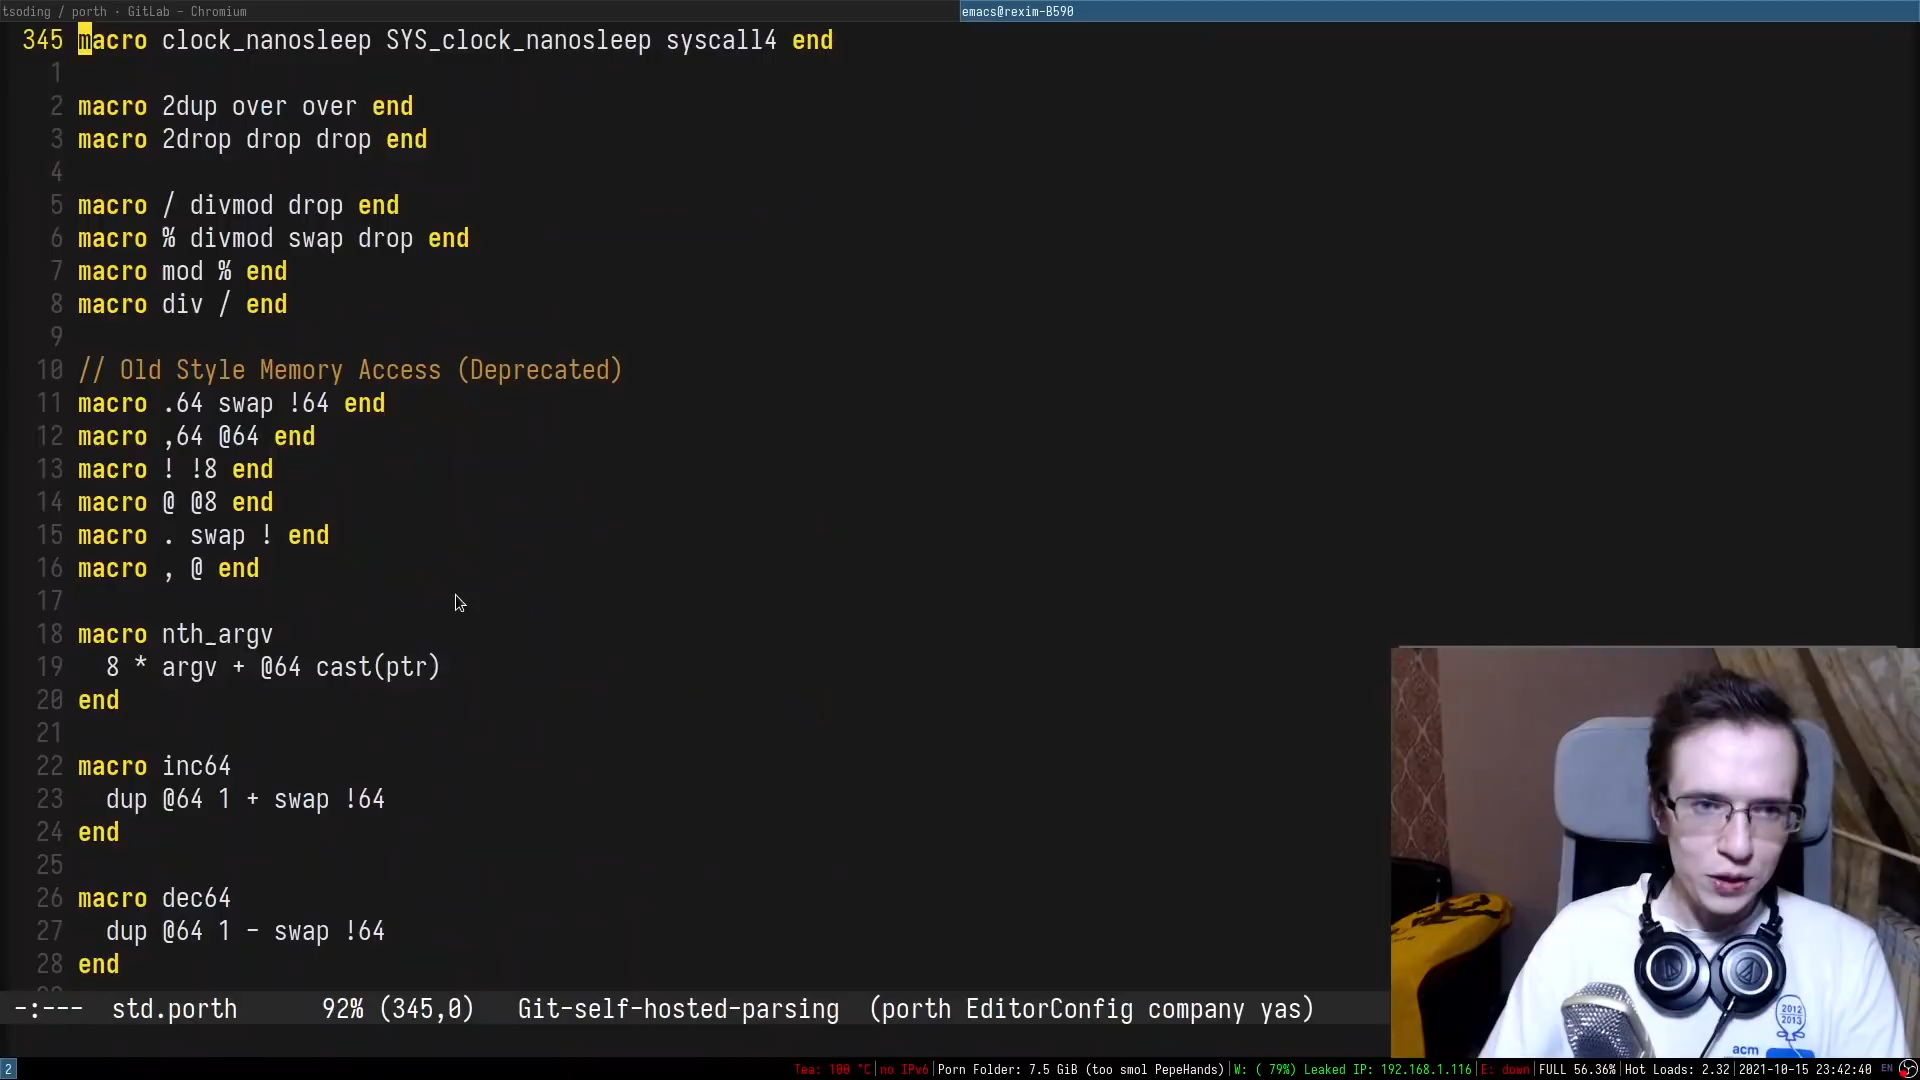 tsoding / porth · GitLab - Chromium
emacs@rexim-B590
345 macro clock_nanosleep SYS_clock_nanosleep syscall4 end
1
2 macro 2dup over over end
3 macro 2drop drop drop end
4
5 macro / divmod drop end
6 macro % divmod swap drop end
7 macro mod % end
8 macro div / end
9
10 // Old Style Memory Access (Deprecated)
11 macro .64 swap !64 end
12 macro ,64 @64 end
13 macro ! !8 end
14 macro @ @8 end
15 macro . swap ! end
16 macro , @ end
17
18 macro nth_argv
19   8 * argv + @64 cast(ptr)
20 end
21
22 macro inc64
23   dup @64 1 + swap !64
24 end
25
26 macro dec64
27   dup @64 1 - swap !64
28 end
-:--- std.porth 92% (345,0) Git-self-hosted-parsing (porth EditorConfig company yas)
2012
2013
acm
2 Tea: 100 °C|no IPv6|Porn Folder: 7.5 GiB (too smol PepeHands)|W: ( 79%) Leaked IP: 192.168.1.116|E: down|FULL 56.36%|Hot Loads: 2.32|2021-10-15 23:42:40 EN